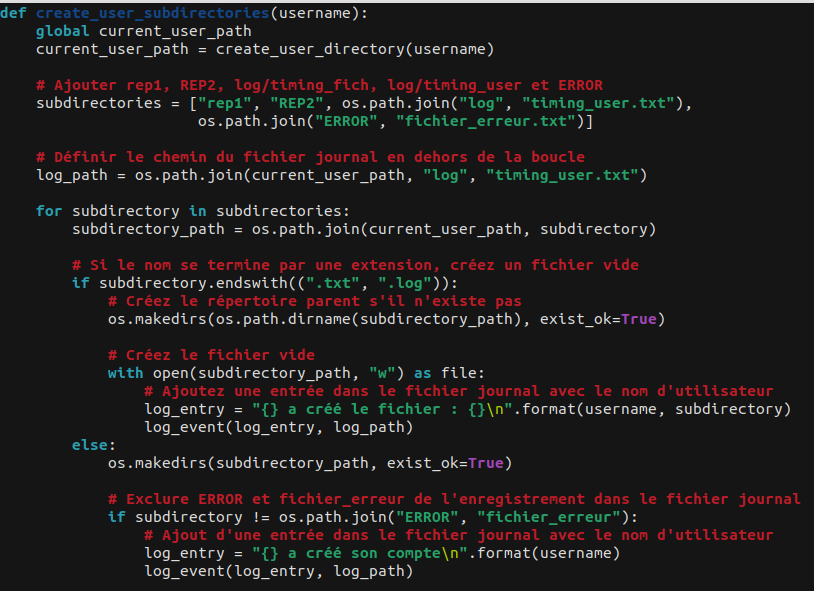 def create_user_subdirectories(username):
    global current_user_path
    current_user_path = create_user_directory(username)

    # Ajouter rep1, REP2, log/timing_fich, log/timing_user et ERROR
    subdirectories = ["rep1", "REP2", os.path.join("log", "timing_user.txt"),
                      os.path.join("ERROR", "fichier_erreur.txt")]

    # Définir le chemin du fichier journal en dehors de la boucle
    log_path = os.path.join(current_user_path, "log", "timing_user.txt")

    for subdirectory in subdirectories:
        subdirectory_path = os.path.join(current_user_path, subdirectory)

        # Si le nom se termine par une extension, créez un fichier vide
        if subdirectory.endswith((".txt", ".log")):
            # Créez le répertoire parent s'il n'existe pas
            os.makedirs(os.path.dirname(subdirectory_path), exist_ok=True)

            # Créez le fichier vide
            with open(subdirectory_path, "w") as file:
                # Ajoutez une entrée dans le fichier journal avec le nom d'utilisateur
                log_entry = "{} a créé le fichier : {}\n".format(username, subdirectory)
                log_event(log_entry, log_path)
        else:
            os.makedirs(subdirectory_path, exist_ok=True)

            # Exclure ERROR et fichier_erreur de l'enregistrement dans le fichier journal
            if subdirectory != os.path.join("ERROR", "fichier_erreur"):
                # Ajout d'une entrée dans le fichier journal avec le nom d'utilisateur
                log_entry = "{} a créé son compte\n".format(username)
                log_event(log_entry, log_path)